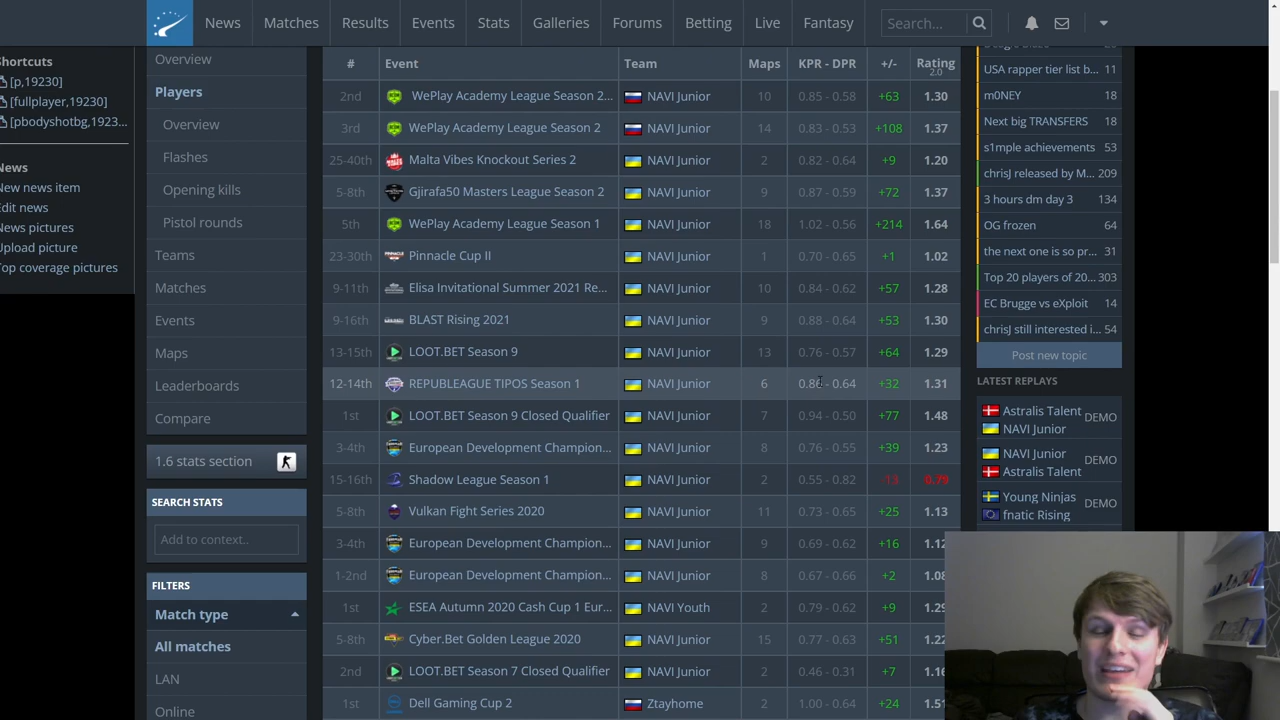 News
Matches
Results
Events
Stats
Galleries
Forums
Betting
Live
Fantasy
Search...
Shortcuts
[p,19230]
[fullplayer,19230]
[pbodyshotbg,1923...
News
New news item
Edit news
News pictures
Upload picture
Top coverage pictures
Overview
Players
Overview
Flashes
Opening kills
Pistol rounds
Teams
Matches
Events
Maps
Leaderboards
Compare
1.6 stats section
SEARCH STATS
Add to context..
FILTERS
Match type
All matches
LAN
Online
# Event Team Maps KPR - DPR +/- Rating 2.0
2nd WePlay Academy League Season 2... NAVI Junior 10 0.85 - 0.58 +63 1.30
3rd WePlay Academy League Season 2 NAVI Junior 14 0.83 - 0.53 +108 1.37
25-40th Malta Vibes Knockout Series 2 NAVI Junior 2 0.82 - 0.64 +9 1.20
5-8th Gjirafa50 Masters League Season 2 NAVI Junior 9 0.87 - 0.59 +72 1.37
5th WePlay Academy League Season 1 NAVI Junior 18 1.02 - 0.56 +214 1.64
23-30th Pinnacle Cup II NAVI Junior 1 0.70 - 0.65 +1 1.02
9-11th Elisa Invitational Summer 2021 Re... NAVI Junior 10 0.84 - 0.62 +57 1.28
9-16th BLAST Rising 2021 NAVI Junior 9 0.88 - 0.64 +53 1.30
13-15th LOOT.BET Season 9 NAVI Junior 13 0.76 - 0.57 +64 1.29
12-14th REPUBLEAGUE TIPOS Season 1 NAVI Junior 6 - 0.64 +32 1.31
1st LOOT.BET Season 9 Closed Qualifier NAVI Junior 7 0.94 - 0.50 +77 1.48
3-4th European Development Champion... NAVI Junior 8 0.76 - 0.55 +39 1.23
15-16th Shadow League Season 1 NAVI Junior 2 0.55 - 0.82 -13 0.79
5-8th Vulkan Fight Series 2020 NAVI Junior 11 0.73 - 0.65 +25 1.13
3-4th European Development Champion... NAVI Junior 9 0.69 - 0.62 +16 1.12
1-2nd European Development Champion... NAVI Junior 8 0.67 - 0.66 +2 1.08
1st ESEA Autumn 2020 Cash Cup 1 Eur... NAVI Youth 2 0.79 - 0.62 +9 1.29
5-8th Cyber.Bet Golden League 2020 NAVI Junior 15 0.77 - 0.63 +51 1.22
2nd LOOT.BET Season 7 Closed Qualifier NAVI Junior 2 0.46 - 0.31 +7 1.16
1st Dell Gaming Cup 2 Ztayhome 2 1.00 - 0.64 +24 1.51
USA rapper tier list b... 11
m0NEY 18
Next big TRANSFERS 18
s1mple achievements 53
chrisJ released by M... 209
3 hours dm day 3 134
OG frozen 64
the next one is so pr... 31
Top 20 players of 20... 303
EC Brugge vs eXploit 14
chrisJ still interested i... 54
Post new topic
LATEST REPLAYS
Astralis Talent
NAVI Junior
DEMO
NAVI Junior
Astralis Talent
DEMO
Young Ninjas
fnatic Rising
DEMO